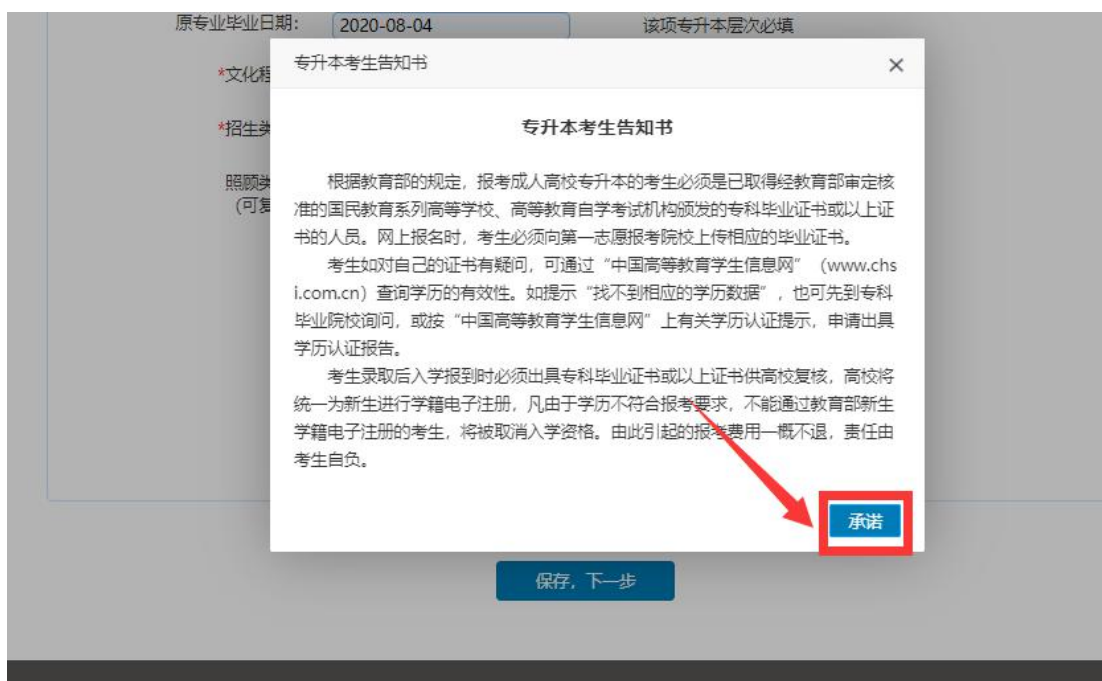 原专业毕业日期: 2020-08-04 该项专升本层次必填
专升本考生告知书 ×
*文化程
专升本考生告知书
*招生类
根据教育部的规定，报考成人高校专升本的考生必须是已取得经教育部审定核
照顾类
准的国民教育系列高等学校、高等教育自学考试机构颁发的专科毕业证书或以上证
(可复
书的人员。网上报名时，考生必须向第一志愿报考院校上传相应的毕业证书。
考生如对自己的证书有疑问，可通过“中国高等教育学生信息网”（www.chs
i.com.cn）查询学历的有效性。如提示“找不到相应的学历数据”，也可先到专科
毕业院校询问，或按“中国高等教育学生信息网”上有关学历认证提示，申请出具
学历认证报告。
考生录取后入学报到时必须出具专科毕业证书或以上证书供高校复核，高校将
统一为新生进行学籍电子注册，凡由于学历不符合报考要求，不能通过教育部新生
学籍电子注册的考生，将被取消入学资格。由此引起的报考费用一概不退，责任由
考生自负。
承诺
保存，下一步